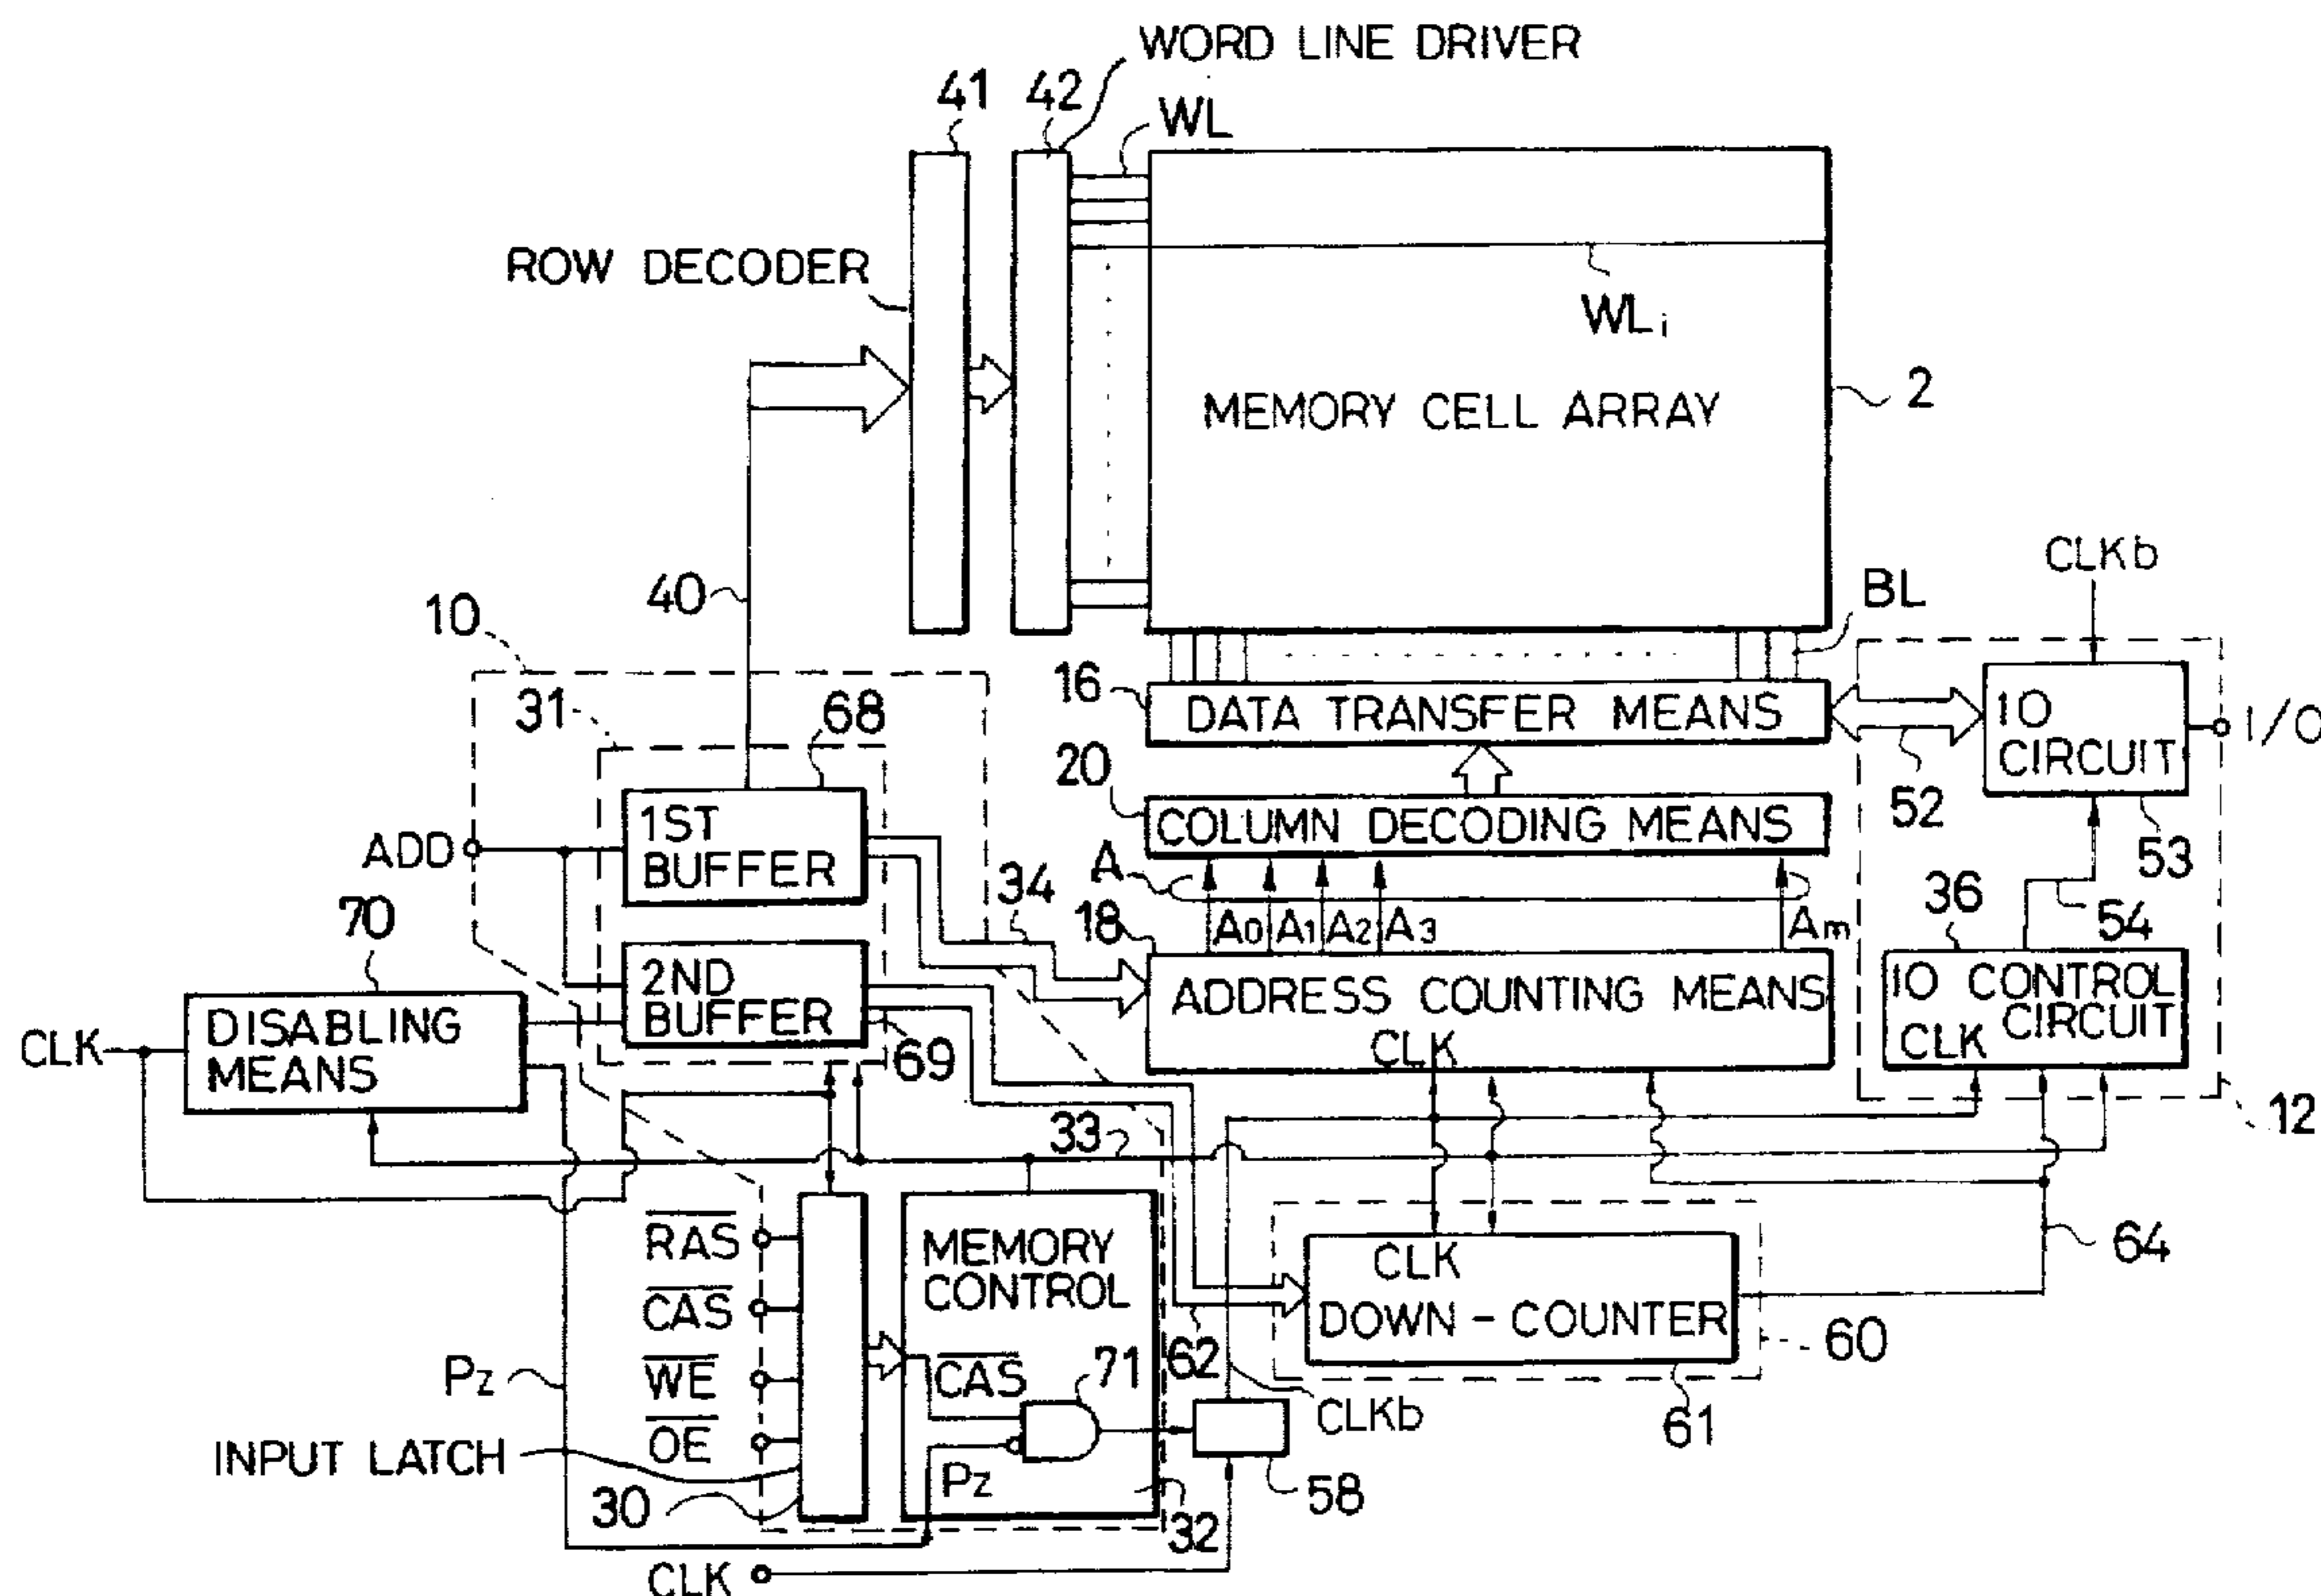 WORD LINE DRIVER
41
42
WL
ROW DECODER
WLi
MEMORY CELL ARRAY
2
40
10
CLKb
BL
31
68
16
DATA TRANSFER MEANS
IO
CIRCUIT
I/O
52
20
COLUMN DECODING MEANS
53
ADD
1ST
BUFFER
34
A
A0
A1
A2
A3
Am
36
54
70
18
2ND
BUFFER
ADDRESS COUNTING MEANS
CLK
IO CONTROL
CIRCUIT
CLK
CLK
DISABLING
MEANS
69
33
12
RAS
CAS
WE
OE
MEMORY
CONTROL
CLK
DOWN-COUNTER
64
60
62
CAS
71
Pz
CLKb
61
INPUT LATCH
Pz
58
30
32
CLK